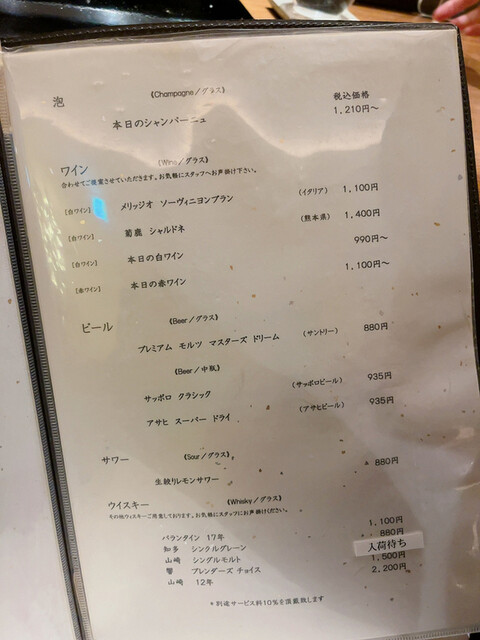 泡 (Champagne/グラス) 税込価格
本日のシャンパーニュ 1,210円～
ワイン (Wine/グラス)
合わせてご提案させていただきます。お気軽にスタッフへお声掛け下さい。
[白ワイン] メリッジオ ソーヴィニヨンブラン (イタリア) 1,100円
[白ワイン] 菊鹿 シャルドネ (熊本県) 1,400円
[白ワイン] 本日の白ワイン 990円～
[赤ワイン] 本日の赤ワイン 1,100円～
ビール (Beer/グラス)
プレミアム モルツ マスターズ ドリーム (サントリー) 880円
(Beer/中瓶)
サッポロ クラシック (サッポロビール) 935円
アサヒ スーパー ドライ (アサヒビール) 935円
サワー (Sour/グラス)
生絞りレモンサワー 880円
ウイスキー (Whisky/グラス)
その他ウィスキーご用意しております。お気軽にスタッフにお声掛けください。
バランタイン 17年 1,100円
知多 シングルグレーン 880円
山崎 シングルモルト 入荷待ち
響 ブレンダーズ チョイス 1,500円
山崎 12年 2,200円
*別途サービス料10%を頂戴致します